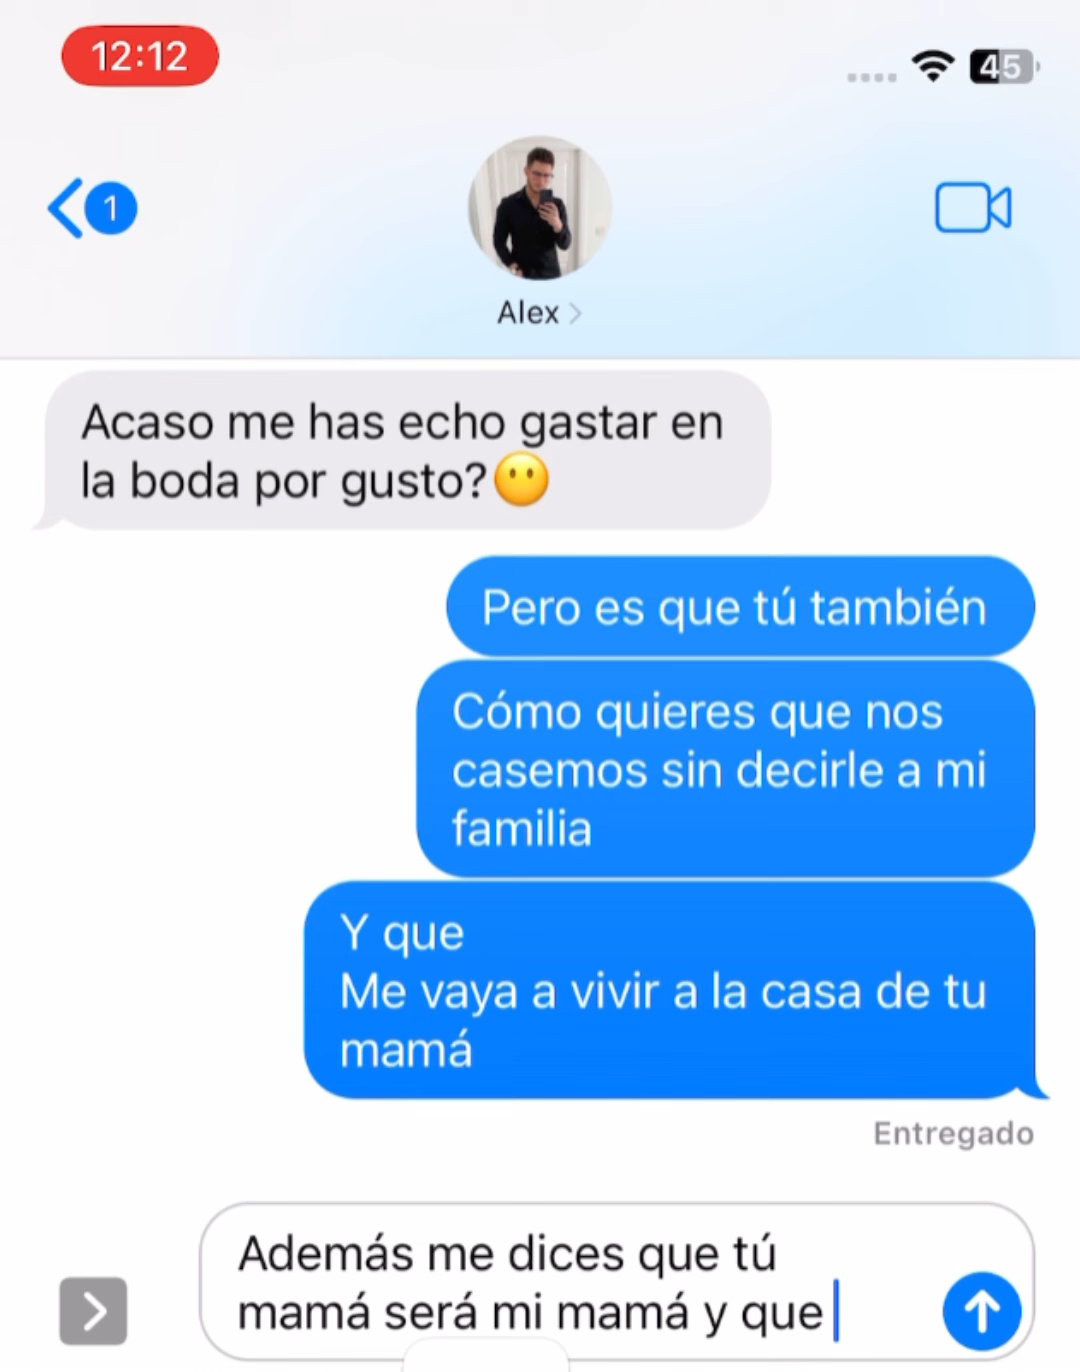 12:12
45
1
Alex
Acaso me has echo gastar en
la boda por gusto?😶
Pero es que tú también
Cómo quieres que nos
casemos sin decirle a mi
familia
Y que
Me vaya a vivir a la casa de tu
mamá
Entregado
Además me dices que tú
mamá será mi mamá y que